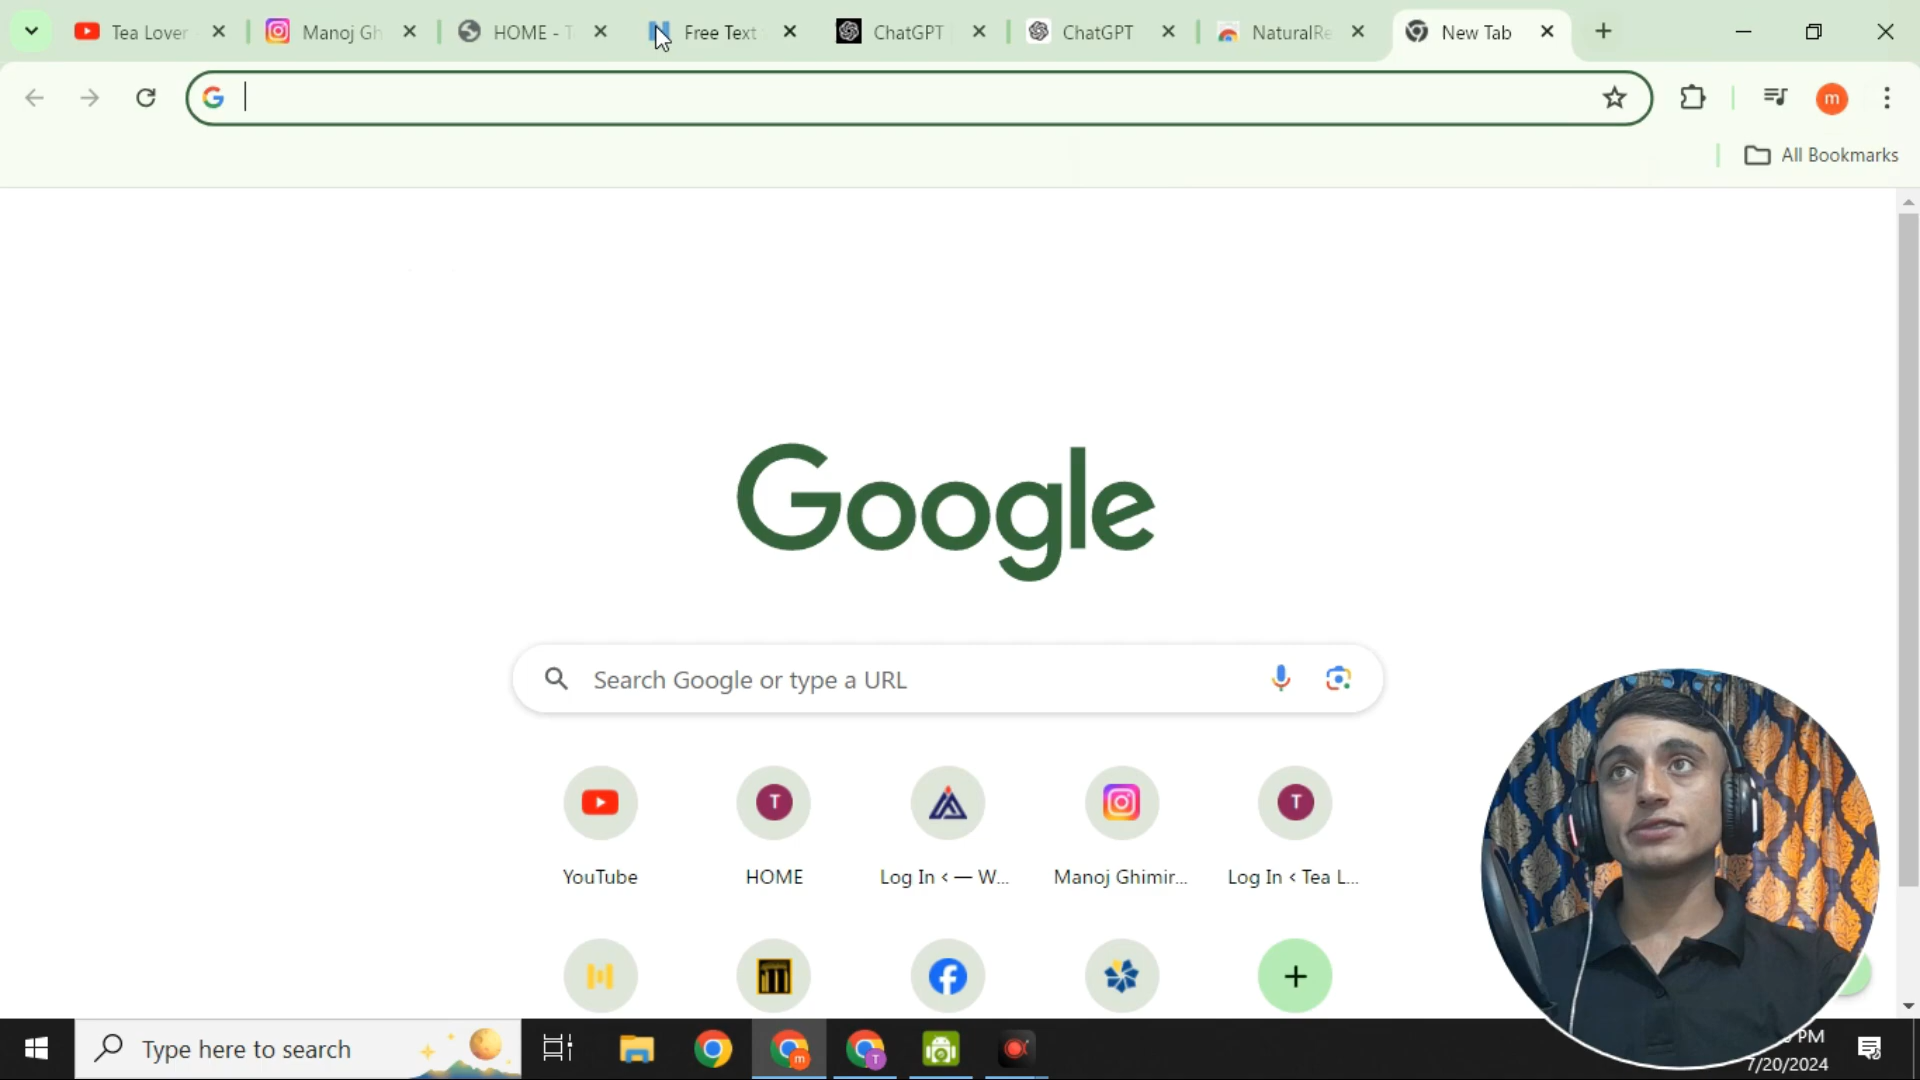 Tea Lover
Manoj Gh
HOME - T
Free Text
ChatGPT
ChatGPT
NaturalRe
New Tab
m
All Bookmarks
Google
Search Google or type a URL
T
T
YouTube
HOME
Log In < — W...
Manoj Ghimir...
Log In < Tea L...
Type here to search
m
T
PM
7/20/2024